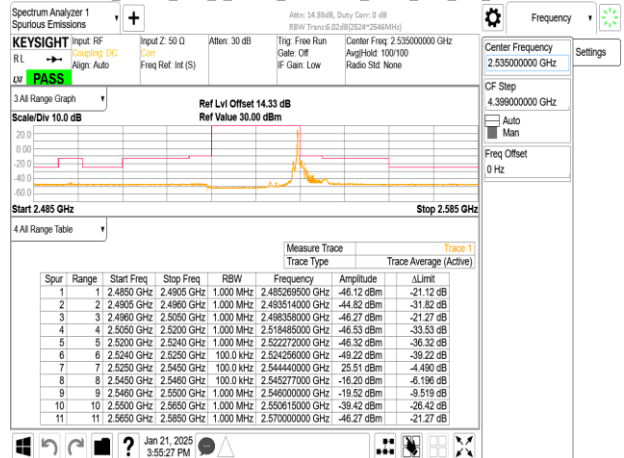 Spectrum Analyzer 1
Spurious Emissions
Attn: 14.33dB, Duty Corr: 0 dB
RBW Trans:6.02dB(2524~2546MHz)
Frequency
KEYSIGHT
RL
PASS
Input: RF
Coupling: DC
Align: Auto
Input Z: 50 Ω
Corr
Freq Ref: Int (S)
Atten: 30 dB
Trig: Free Run
Gate: Off
IF Gain: Low
Center Freq: 2.535000000 GHz
Avg|Hold: 100/100
Radio Std: None
Center Frequency
2.535000000 GHz
Settings
CF Step
4.399000000 GHz
Auto
Man
Freq Offset
0 Hz
3 All Range Graph
Scale/Div 10.0 dB
Ref Lvl Offset 14.33 dB
Ref Value 30.00 dBm
20.0
0.00
-20.0
-40.0
-60.0
Start 2.485 GHz
Stop 2.585 GHz
4 All Range Table
Measure Trace Trace 1
Trace Type Trace Average (Active)
Spur Range Start Freq Stop Freq RBW Frequency Amplitude ΔLimit
1 1 2.4850 GHz 2.4905 GHz 1.000 MHz 2.485269500 GHz -46.12 dBm -21.12 dB
2 2 2.4905 GHz 2.4960 GHz 1.000 MHz 2.493514000 GHz -44.82 dBm -31.82 dB
3 3 2.4960 GHz 2.5050 GHz 1.000 MHz 2.498358000 GHz -46.27 dBm -21.27 dB
4 4 2.5050 GHz 2.5200 GHz 1.000 MHz 2.518485000 GHz -46.53 dBm -33.53 dB
5 5 2.5200 GHz 2.5240 GHz 1.000 MHz 2.522272000 GHz -46.32 dBm -36.32 dB
6 6 2.5240 GHz 2.5250 GHz 100.0 kHz 2.524256000 GHz -49.22 dBm -39.22 dB
7 7 2.5250 GHz 2.5450 GHz 100.0 kHz 2.544440000 GHz 25.51 dBm -4.490 dB
8 8 2.5450 GHz 2.5460 GHz 100.0 kHz 2.545277000 GHz -16.20 dBm -6.196 dB
9 9 2.5460 GHz 2.5500 GHz 1.000 MHz 2.546000000 GHz -19.52 dBm -9.519 dB
10 10 2.5500 GHz 2.5650 GHz 1.000 MHz 2.550615000 GHz -39.42 dBm -26.42 dB
11 11 2.5650 GHz 2.5850 GHz 1.000 MHz 2.570000000 GHz -46.27 dBm -21.27 dB
Jan 21, 2025
3:55:27 PM